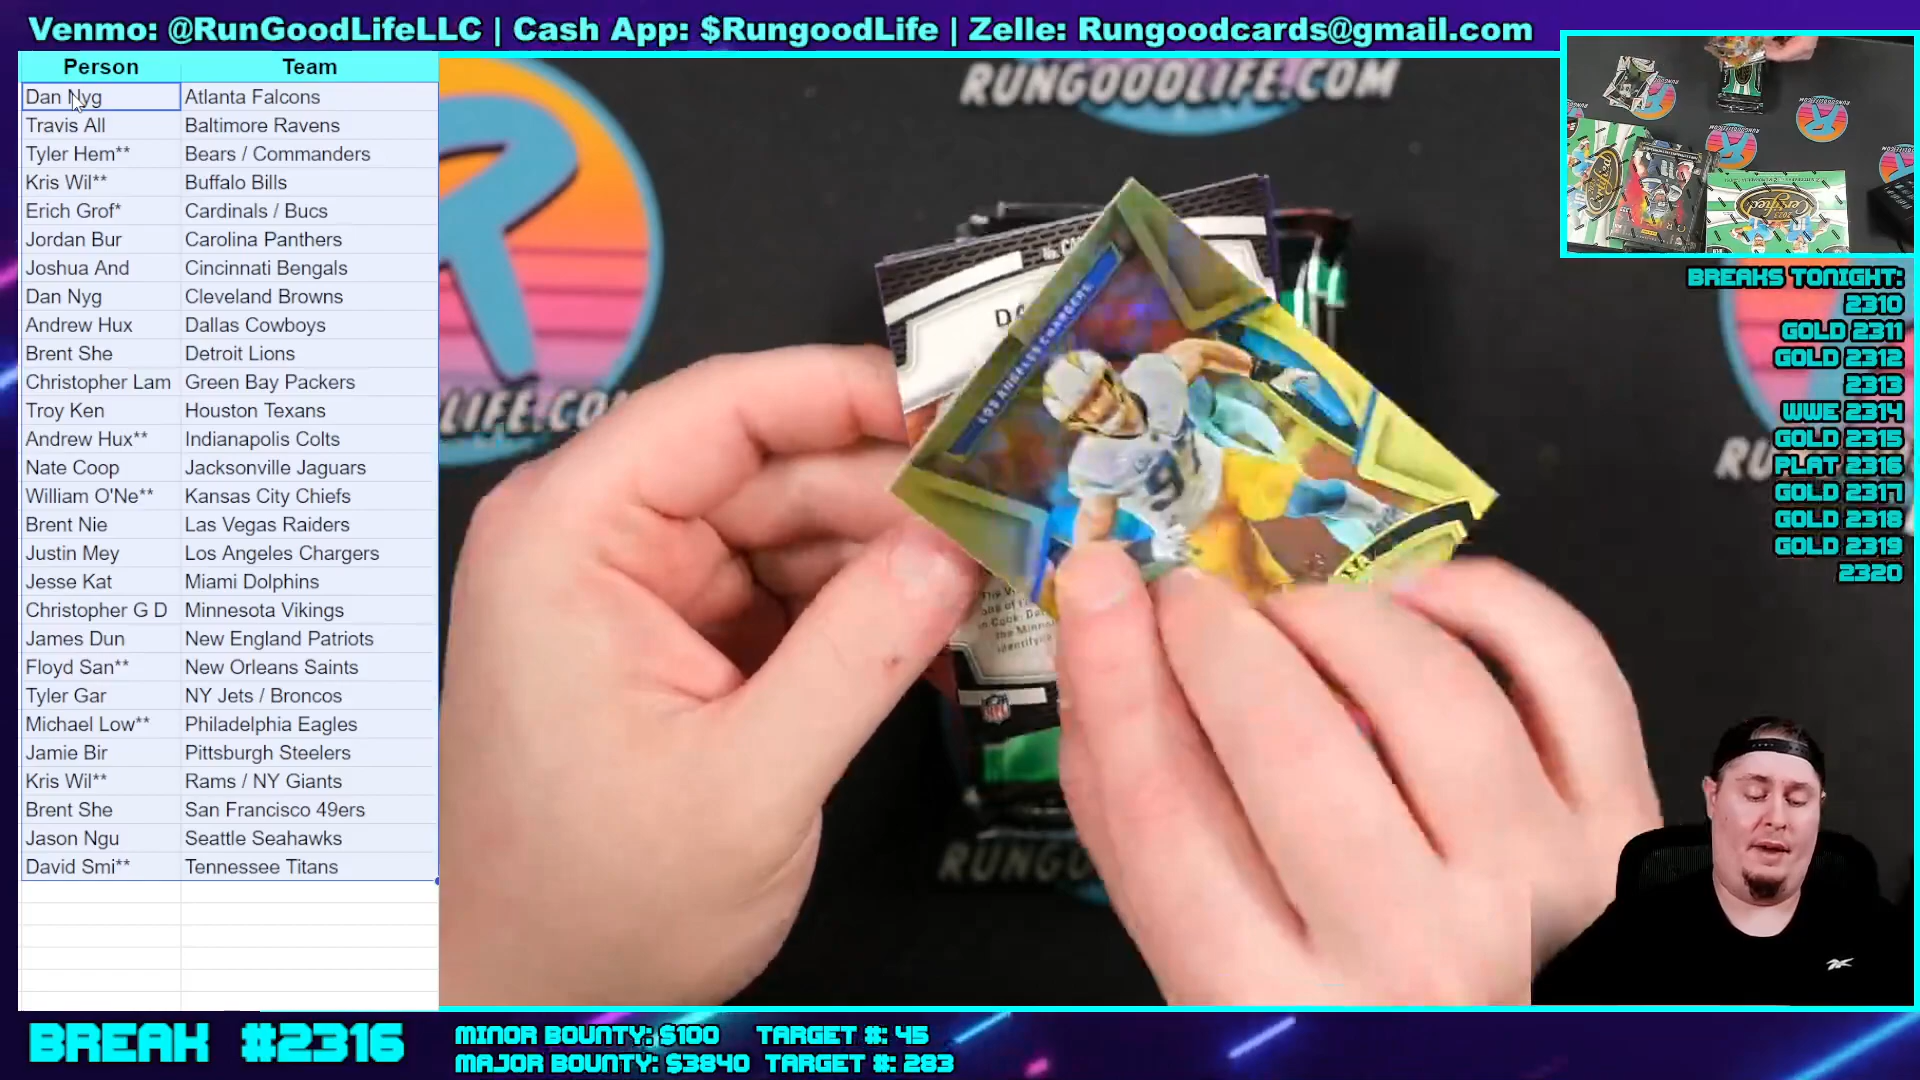 Venmo: @RunGoodLifeLLC | Cash App: $RungoodLife | Zelle: Rungoodcards@gmail.com
Person Team
Dan Nyg Atlanta Falcons
Travis All Baltimore Ravens
Tyler Hem** Bears / Commanders
Kris Wil** Buffalo Bills
Erich Grof* Cardinals / Bucs
Jordan Bur Carolina Panthers
Joshua And Cincinnati Bengals
Dan Nyg Cleveland Browns
Andrew Hux Dallas Cowboys
Brent She Detroit Lions
Christopher Lam Green Bay Packers
Troy Ken Houston Texans
Andrew Hux** Indianapolis Colts
Nate Coop Jacksonville Jaguars
William O'Ne** Kansas City Chiefs
Brent Nie Las Vegas Raiders
Justin Mey Los Angeles Chargers
Jesse Kat Miami Dolphins
Christopher G D Minnesota Vikings
James Dun New England Patriots
Floyd San** New Orleans Saints
Tyler Gar NY Jets / Broncos
Michael Low** Philadelphia Eagles
Jamie Bir Pittsburgh Steelers
Kris Wil** Rams / NY Giants
Brent She San Francisco 49ers
Jason Ngu Seattle Seahawks
David Smi** Tennessee Titans
RUNGOODLIFE.COM
LIFE.CO
LOS ANGELES CHARGERS
NFL
RUNGO
BREAKS TONIGHT:
2310
GOLD 2311
GOLD 2312
2313
WWE 2314
GOLD 2315
PLAT 2316
GOLD 2317
GOLD 2318
GOLD 2319
2320
BREAK #2316
MINOR BOUNTY: $100 TARGET #: 45
MAJOR BOUNTY: $3840 TARGET #: 283